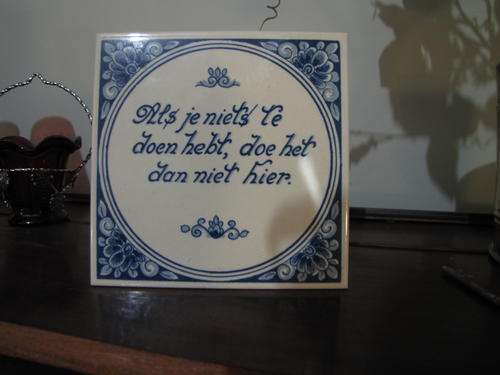 Als je niets te
doen hebt, doe het
dan niet hier.